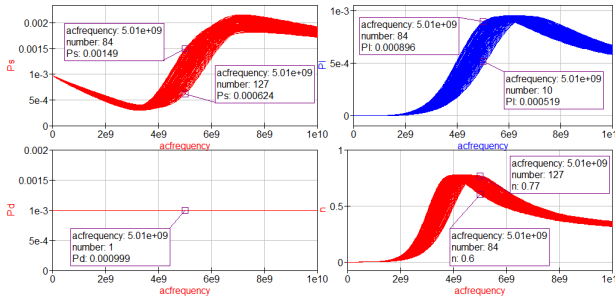 0.002
0.0015
1e-3
5e-4
0
Ps
acfrequency: 5.01e+09
number: 84
Ps: 0.00149
acfrequency: 5.01e+09
number: 127
Ps: 0.000624
0 2e9 4e9 6e9 8e9 1e10
acfrequency
1e-3
5e-4
0
acfrequency: 5.01e+09
number: 84
Pl: 0.000896
acfrequency: 5.01e+09
number: 10
Pl: 0.000519
0 2e9 4e9 6e9 8e9 1e10
acfrequency
0.002
0.0015
1e-3
5e-4
0
Pd
acfrequency: 5.01e+09
number: 1
Pd: 0.000999
0 2e9 4e9 6e9 8e9 1e10
acfrequency
1
0.5
0
n
acfrequency: 5.01e+09
number: 127
n: 0.77
acfrequency: 5.01e+09
number: 84
n: 0.6
0 2e9 4e9 6e9 8e9 1e10
acfrequency